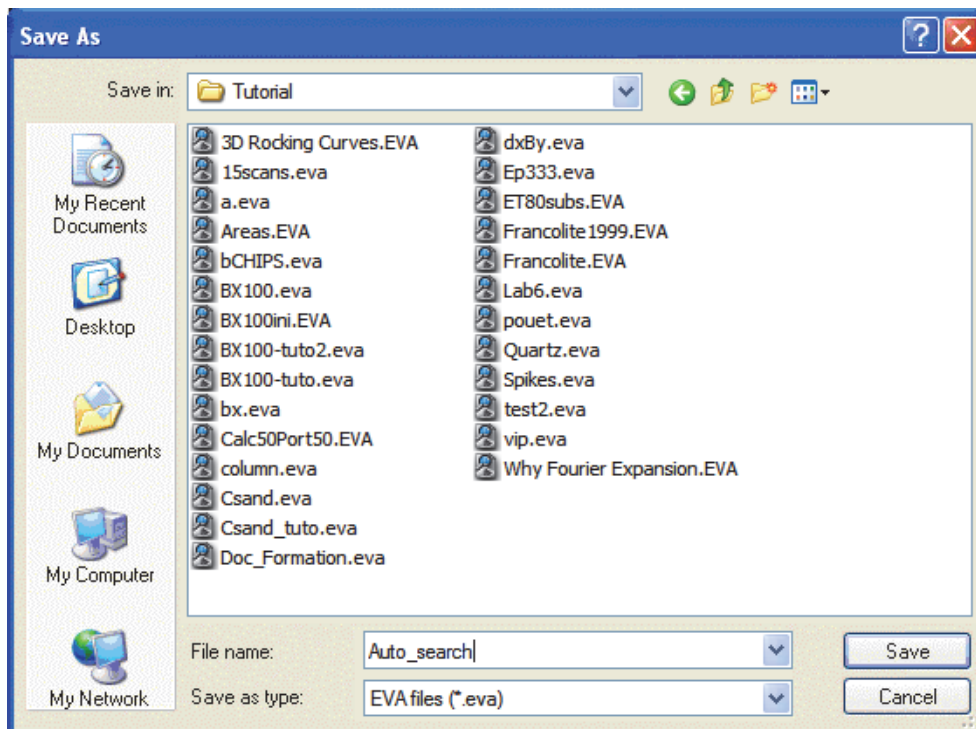 Save As
Save in:
Tutorial
My Recent
Documents
Desktop
My Documents
My Computer
My Network
3D Rocking Curves.EVA
15scans.eva
a.eva
Areas.EVA
bCHIPS.eva
BX100.eva
BX100ini.EVA
BX100-tuto2.eva
BX100-tuto.eva
bx.eva
Calc50Port50.EVA
column.eva
Csand.eva
Csand_tuto.eva
Doc_Formation.eva
dxBy.eva
Ep333.eva
ET80subs.EVA
Francolite1999.EVA
Francolite.EVA
Lab6.eva
pouet.eva
Quartz.eva
Spikes.eva
test2.eva
vip.eva
Why Fourier Expansion.EVA
File name:
Auto_search
Save
Save as type:
EVA files (*.eva)
Cancel